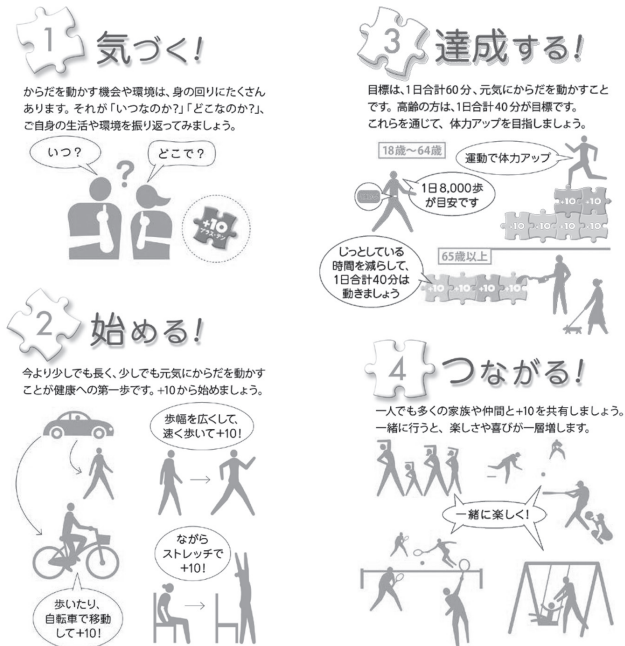 1
気づく!
からだを動かす機会や環境は、身の回りにたくさん
あります。それが「いつなのか?」「どこなのか?」、
ご自身の生活や環境を振り返ってみましょう。
いつ?
どこで?
?
+10
プラス・テン
2
始める!
今より少しでも長く、少しでも元気にからだを動かす
ことが健康への第一歩です。+10から始めましょう。
歩幅を広くして、
速く歩いて+10!
ながら
ストレッチで
+10!
歩いたり、
自転車で移動
して+10!
3
達成する!
目標は、1日合計60分、元気にからだを動かすこと
です。高齢の方は、1日合計40分が目標です。
これらを通じて、体力アップを目指しましょう。
18歳〜64歳
運動で体力アップ
1日8,000歩
が目安です
+10 +10
+10 +10 +10 +10
じっとしている
時間を減らして、
1日合計40分は
動きましょう
65歳以上
+10 +10 +10 +10
4
つながる!
一人でも多くの家族や仲間と+10を共有しましょう。
一緒に行うと、楽しさや喜びが一層増します。
一緒に楽しく!